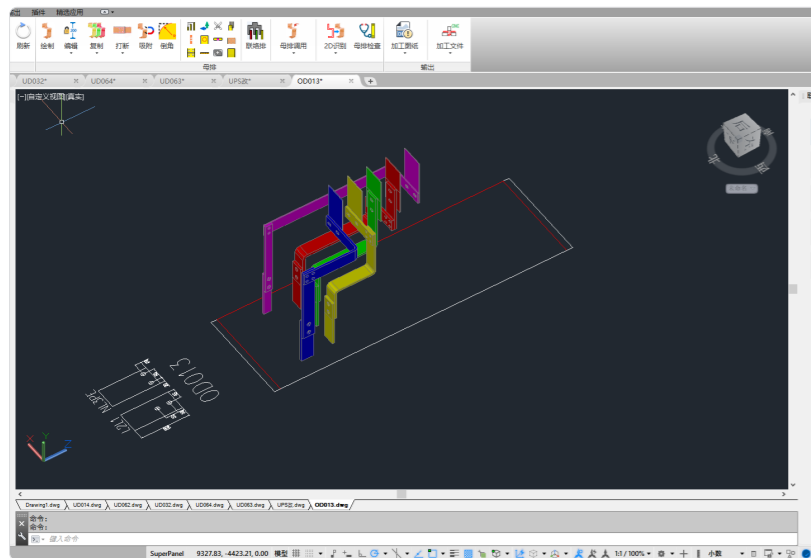 出 插件 精选应用
刷新 绘制 编辑 复制 打断 吸附 倒角 联络排 母排调用 2D识别 母排检查 加工图纸 加工文件
母排 输出
UD032* UD064* UD063* UPS改* OD013*
[-][自定义视图][真实]
OD013
NL3PE
L2L1
X Y Z
Drawing1.dwg UD014.dwg UD062.dwg UD032.dwg UD064.dwg UD063.dwg UPS改.dwg OD013.dwg
命令:
命令:
键入命令
SuperPanel 9327.83, -4423.21, 0.00 模型 1:1/100% 小数